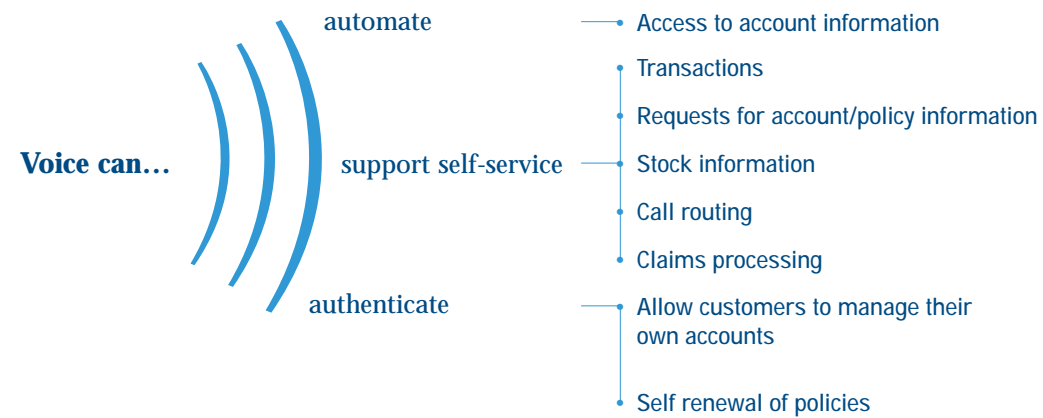 Voice can…
automate
Access to account information
Transactions
Requests for account/policy information
support self-service
Stock information
Call routing
Claims processing
authenticate
Allow customers to manage their
own accounts
Self renewal of policies